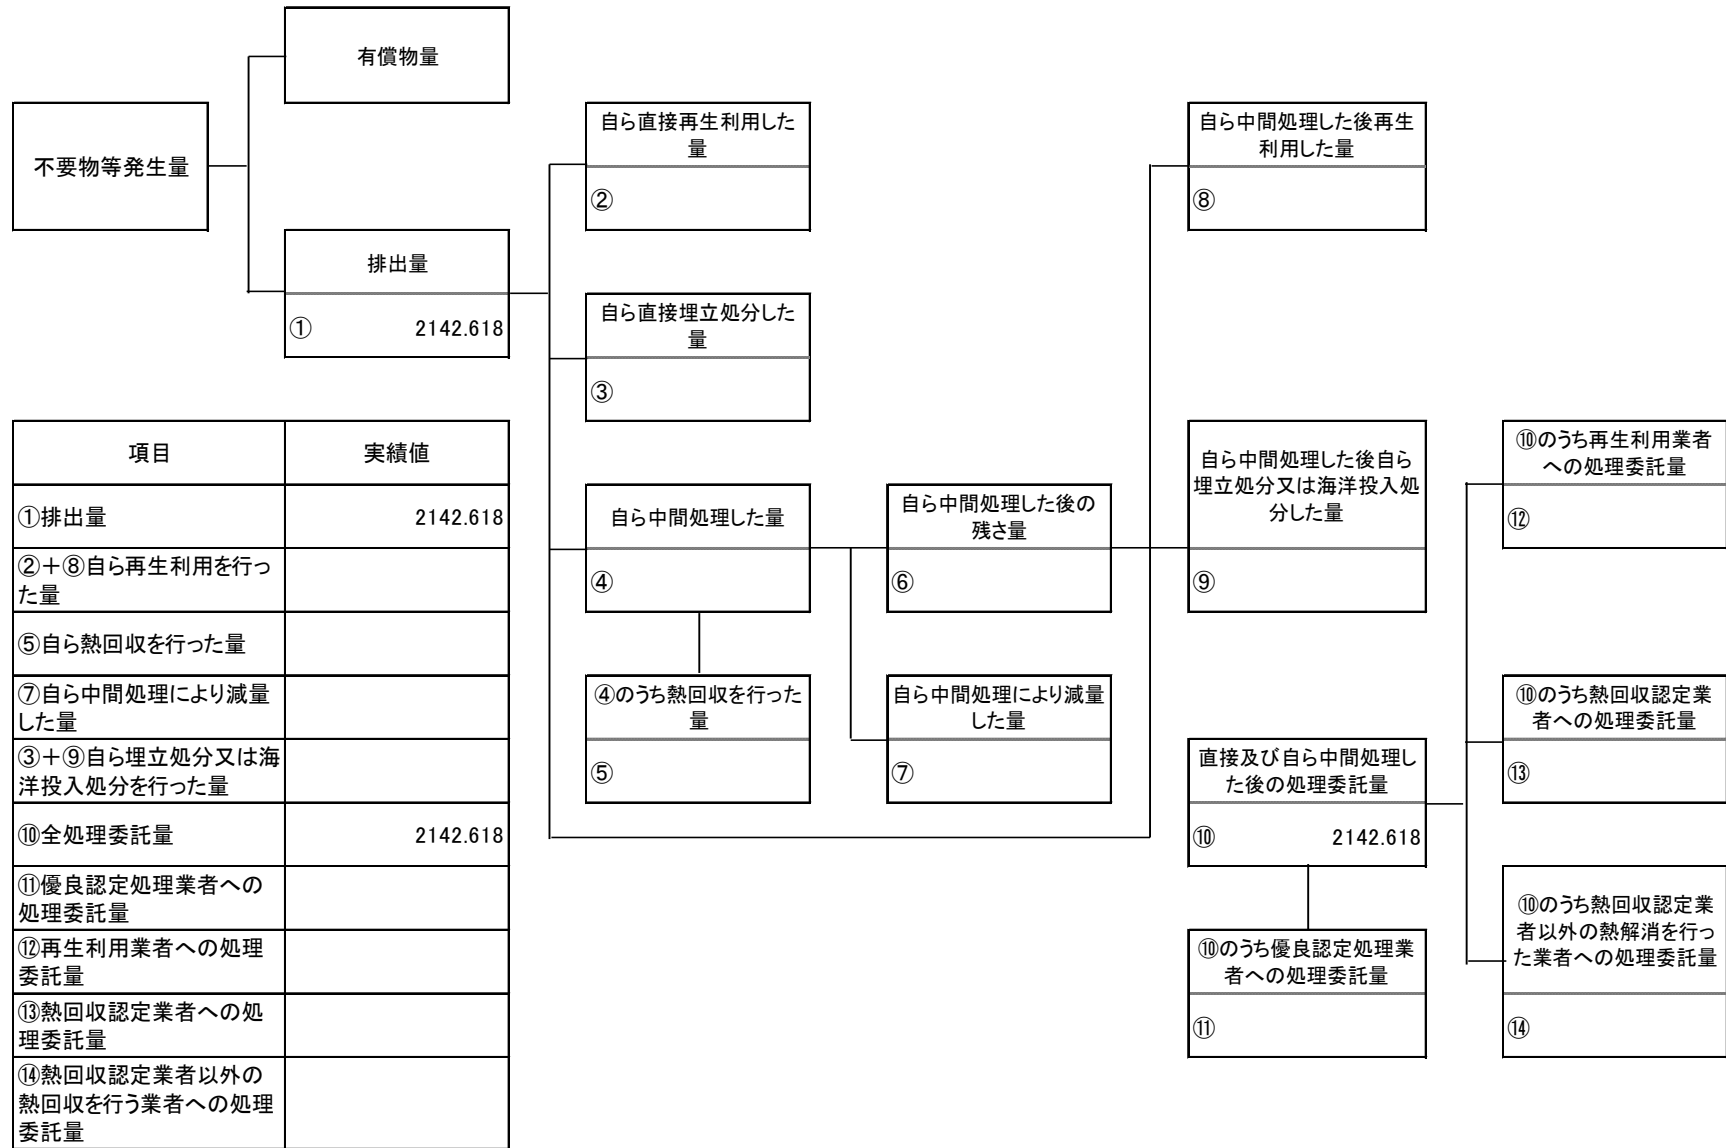 有償物量
不要物等発生量
排出量
① 2142.618
自ら直接再生利用した
量
②
自ら直接埋立処分した
量
③
自ら中間処理した量
④
④のうち熱回収を行った
量
⑤
自ら中間処理した後の
残さ量
⑥
自ら中間処理により減量
した量
⑦
自ら中間処理した後再生
利用した量
⑧
自ら中間処理した後自ら
埋立処分又は海洋投入処
分した量
⑨
直接及び自ら中間処理し
た後の処理委託量
⑩ 2142.618
⑩のうち優良認定処理業
者への処理委託量
⑪
⑩のうち再生利用業者
への処理委託量
⑫
⑩のうち熱回収認定業
者への処理委託量
⑬
⑩のうち熱回収認定業
者以外の熱解消を行っ
た業者への処理委託量
⑭
項目 実績値
①排出量 2142.618
②+⑧自ら再生利用を行っ
た量
⑤自ら熱回収を行った量
⑦自ら中間処理により減量
した量
③+⑨自ら埋立処分又は海
洋投入処分を行った量
⑩全処理委託量 2142.618
⑪優良認定処理業者への
処理委託量
⑫再生利用業者への処理
委託量
⑬熱回収認定業者への処
理委託量
⑭熱回収認定業者以外の
熱回収を行う業者への処理
委託量